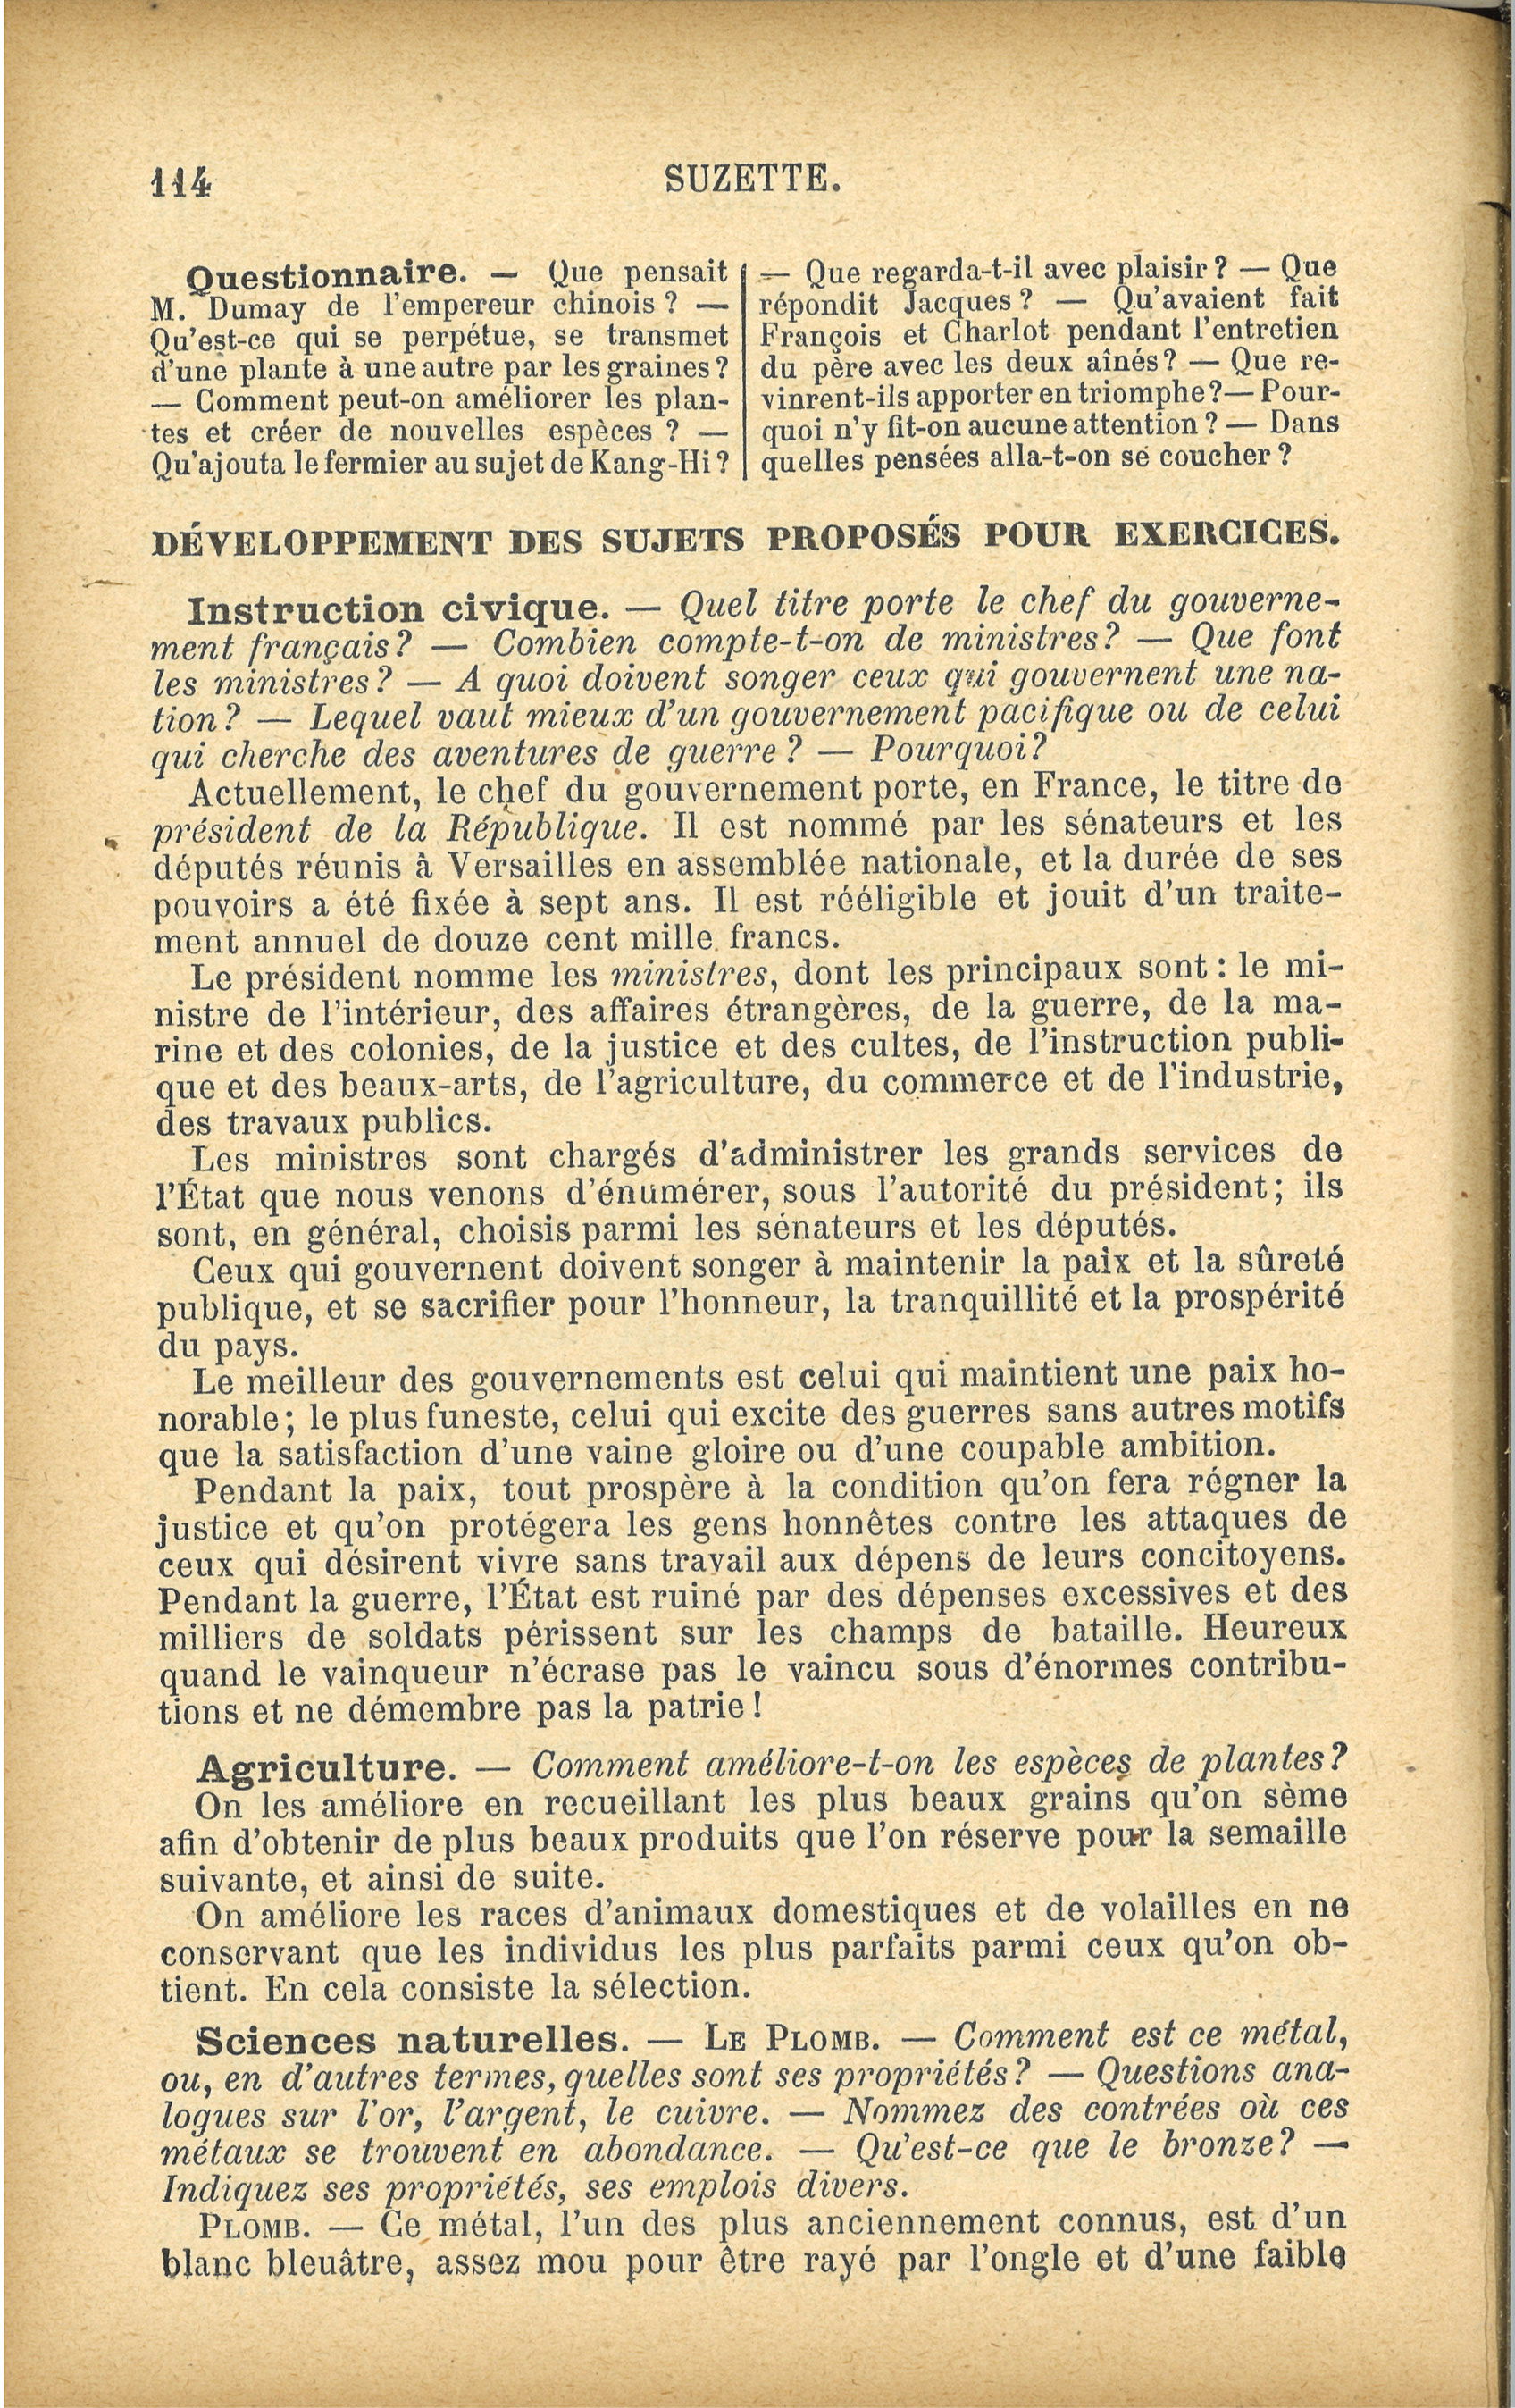 114
SUZETTE.
Questionnaire. — Que pensait
M. Dumay de l'empereur chinois ? —
Qu'est-ce qui se perpétue, se transmet
d'une plante à une autre par les graines ?
— Comment peut-on améliorer les plan-
tes et créer de nouvelles espèces ? —
Qu'ajouta le fermier au sujet de Kang-Hi ?
— Que regarda-t-il avec plaisir ? — Que
répondit Jacques ? — Qu'avaient fait
François et Charlot pendant l'entretien
du père avec les deux aînés ? — Que re-
vinrent-ils apporter en triomphe ? — Pour-
quoi n'y fit-on aucune attention ? — Dans
quelles pensées alla-t-on se coucher ?
DÉVELOPPEMENT DES SUJETS PROPOSÉS POUR EXERCICES.
Instruction civique. — Quel titre porte le chef du gouverne-
ment français? — Combien compte-t-on de ministres? — Que font
les ministres? — A quoi doivent songer ceux qui gouvernent une na-
tion? — Lequel vaut mieux d'un gouvernement pacifique ou de celui
qui cherche des aventures de guerre? — Pourquoi?
Actuellement, le chef du gouvernement porte, en France, le titre de
président de la République. Il est nommé par les sénateurs et les
députés réunis à Versailles en assemblée nationale, et la durée de ses
pouvoirs a été fixée à sept ans. Il est rééligible et jouit d'un traite-
ment annuel de douze cent mille francs.
Le président nomme les ministres, dont les principaux sont : le mi-
nistre de l'intérieur, des affaires étrangères, de la guerre, de la ma-
rine et des colonies, de la justice et des cultes, de l'instruction publi-
que et des beaux-arts, de l'agriculture, du commerce et de l'industrie,
des travaux publics.
Les ministres sont chargés d'administrer les grands services de
l'État que nous venons d'énumérer, sous l'autorité du président; ils
sont, en général, choisis parmi les sénateurs et les députés.
Ceux qui gouvernent doivent songer à maintenir la paix et la sûreté
publique, et se sacrifier pour l'honneur, la tranquillité et la prospérité
du pays.
Le meilleur des gouvernements est celui qui maintient une paix ho-
norable; le plus funeste, celui qui excite des guerres sans autres motifs
que la satisfaction d'une vaine gloire ou d'une coupable ambition.
Pendant la paix, tout prospère à la condition qu'on fera régner la
justice et qu'on protégera les gens honnêtes contre les attaques de
ceux qui désirent vivre sans travail aux dépens de leurs concitoyens.
Pendant la guerre, l'État est ruiné par des dépenses excessives et des
milliers de soldats périssent sur les champs de bataille. Heureux
quand le vainqueur n'écrase pas le vaincu sous d'énormes contribu-
tions et ne démembre pas la patrie!
Agriculture. — Comment améliore-t-on les espèces de plantes?
On les améliore en recueillant les plus beaux grains qu'on sème
afin d'obtenir de plus beaux produits que l'on réserve pour la semaille
suivante, et ainsi de suite.
On améliore les races d'animaux domestiques et de volailles en ne
conservant que les individus les plus parfaits parmi ceux qu'on ob-
tient. En cela consiste la sélection.
Sciences naturelles. — LE PLOMB. — Comment est ce métal,
ou, en d'autres termes, quelles sont ses propriétés? — Questions ana-
logues sur l'or, l'argent, le cuivre. — Nommez des contrées où ces
métaux se trouvent en abondance. — Qu'est-ce que le bronze? —
Indiquez ses propriétés, ses emplois divers.
PLOMB. — Ce métal, l'un des plus anciennement connus, est d'un
blanc bleuâtre, assez mou pour être rayé par l'ongle et d'une faible